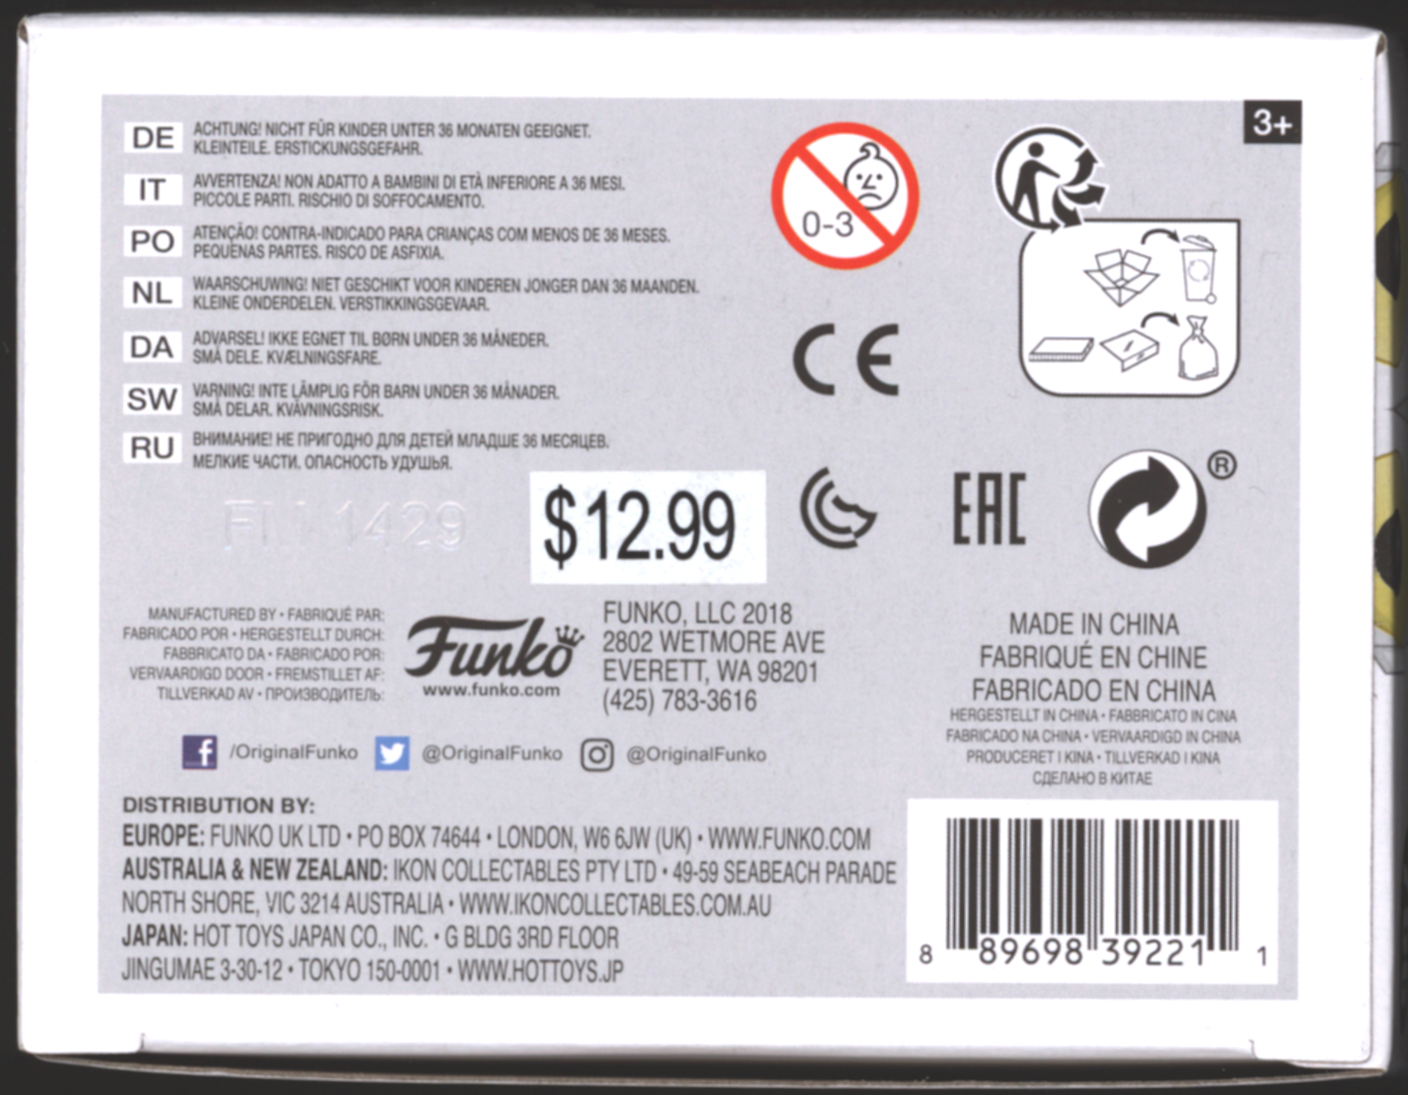 3+
DE ACHTUNG! NICHT FÜR KINDER UNTER 36 MONATEN GEEIGNET.
KLEINTEILE. ERSTICKUNGSGEFAHR.
IT AVVERTENZA! NON ADATTO A BAMBINI DI ETÀ INFERIORE A 36 MESI.
PICCOLE PARTI. RISCHIO DI SOFFOCAMENTO.
PO ATENÇÃO! CONTRA-INDICADO PARA CRIANÇAS COM MENOS DE 36 MESES.
PEQUENAS PARTES. RISCO DE ASFIXIA.
NL WAARSCHUWING! NIET GESCHIKT VOOR KINDEREN JONGER DAN 36 MAANDEN.
KLEINE ONDERDELEN. VERSTIKKINGSGEVAAR.
DA ADVARSEL! IKKE EGNET TIL BØRN UNDER 36 MÅNEDER.
SMÅ DELE. KVÆLNINGSFARE.
SW VARNING! INTE LÄMPLIG FÖR BARN UNDER 36 MÅNADER.
SMÅ DELAR. KVÄVNINGSRISK.
RU ВНИМАНИЕ! НЕ ПРИГОДНО ДЛЯ ДЕТЕЙ МЛАДШЕ 36 МЕСЯЦЕВ.
МЕЛКИЕ ЧАСТИ. ОПАСНОСТЬ УДУШЬЯ.
0-3
CE
1429
$12.99
EAC
®
MANUFACTURED BY • FABRIQUÉ PAR:
FABRICADO POR • HERGESTELLT DURCH:
FABBRICATO DA • FABRICADO POR:
VERVAARDIGD DOOR • FREMSTILLET AF:
TILLVERKAD AV • ПРОИЗВОДИТЕЛЬ:
Funko
www.funko.com
FUNKO, LLC 2018
2802 WETMORE AVE
EVERETT, WA 98201
(425) 783-3616
MADE IN CHINA
FABRIQUÉ EN CHINE
FABRICADO EN CHINA
HERGESTELLT IN CHINA • FABBRICATO IN CINA
FABRICADO NA CHINA • VERVAARDIGD IN CHINA
PRODUCERET I KINA • TILLVERKAD I KINA
СДЕЛАНО В КИТАЕ
/OriginalFunko @OriginalFunko @OriginalFunko
DISTRIBUTION BY:
EUROPE: FUNKO UK LTD • PO BOX 74644 • LONDON, W6 6JW (UK) • WWW.FUNKO.COM
AUSTRALIA & NEW ZEALAND: IKON COLLECTABLES PTY LTD • 49-59 SEABEACH PARADE
NORTH SHORE, VIC 3214 AUSTRALIA • WWW.IKONCOLLECTABLES.COM.AU
JAPAN: HOT TOYS JAPAN CO., INC. • G BLDG 3RD FLOOR
JINGUMAE 3-30-12 • TOKYO 150-0001 • WWW.HOTTOYS.JP
8 89698 39221 1